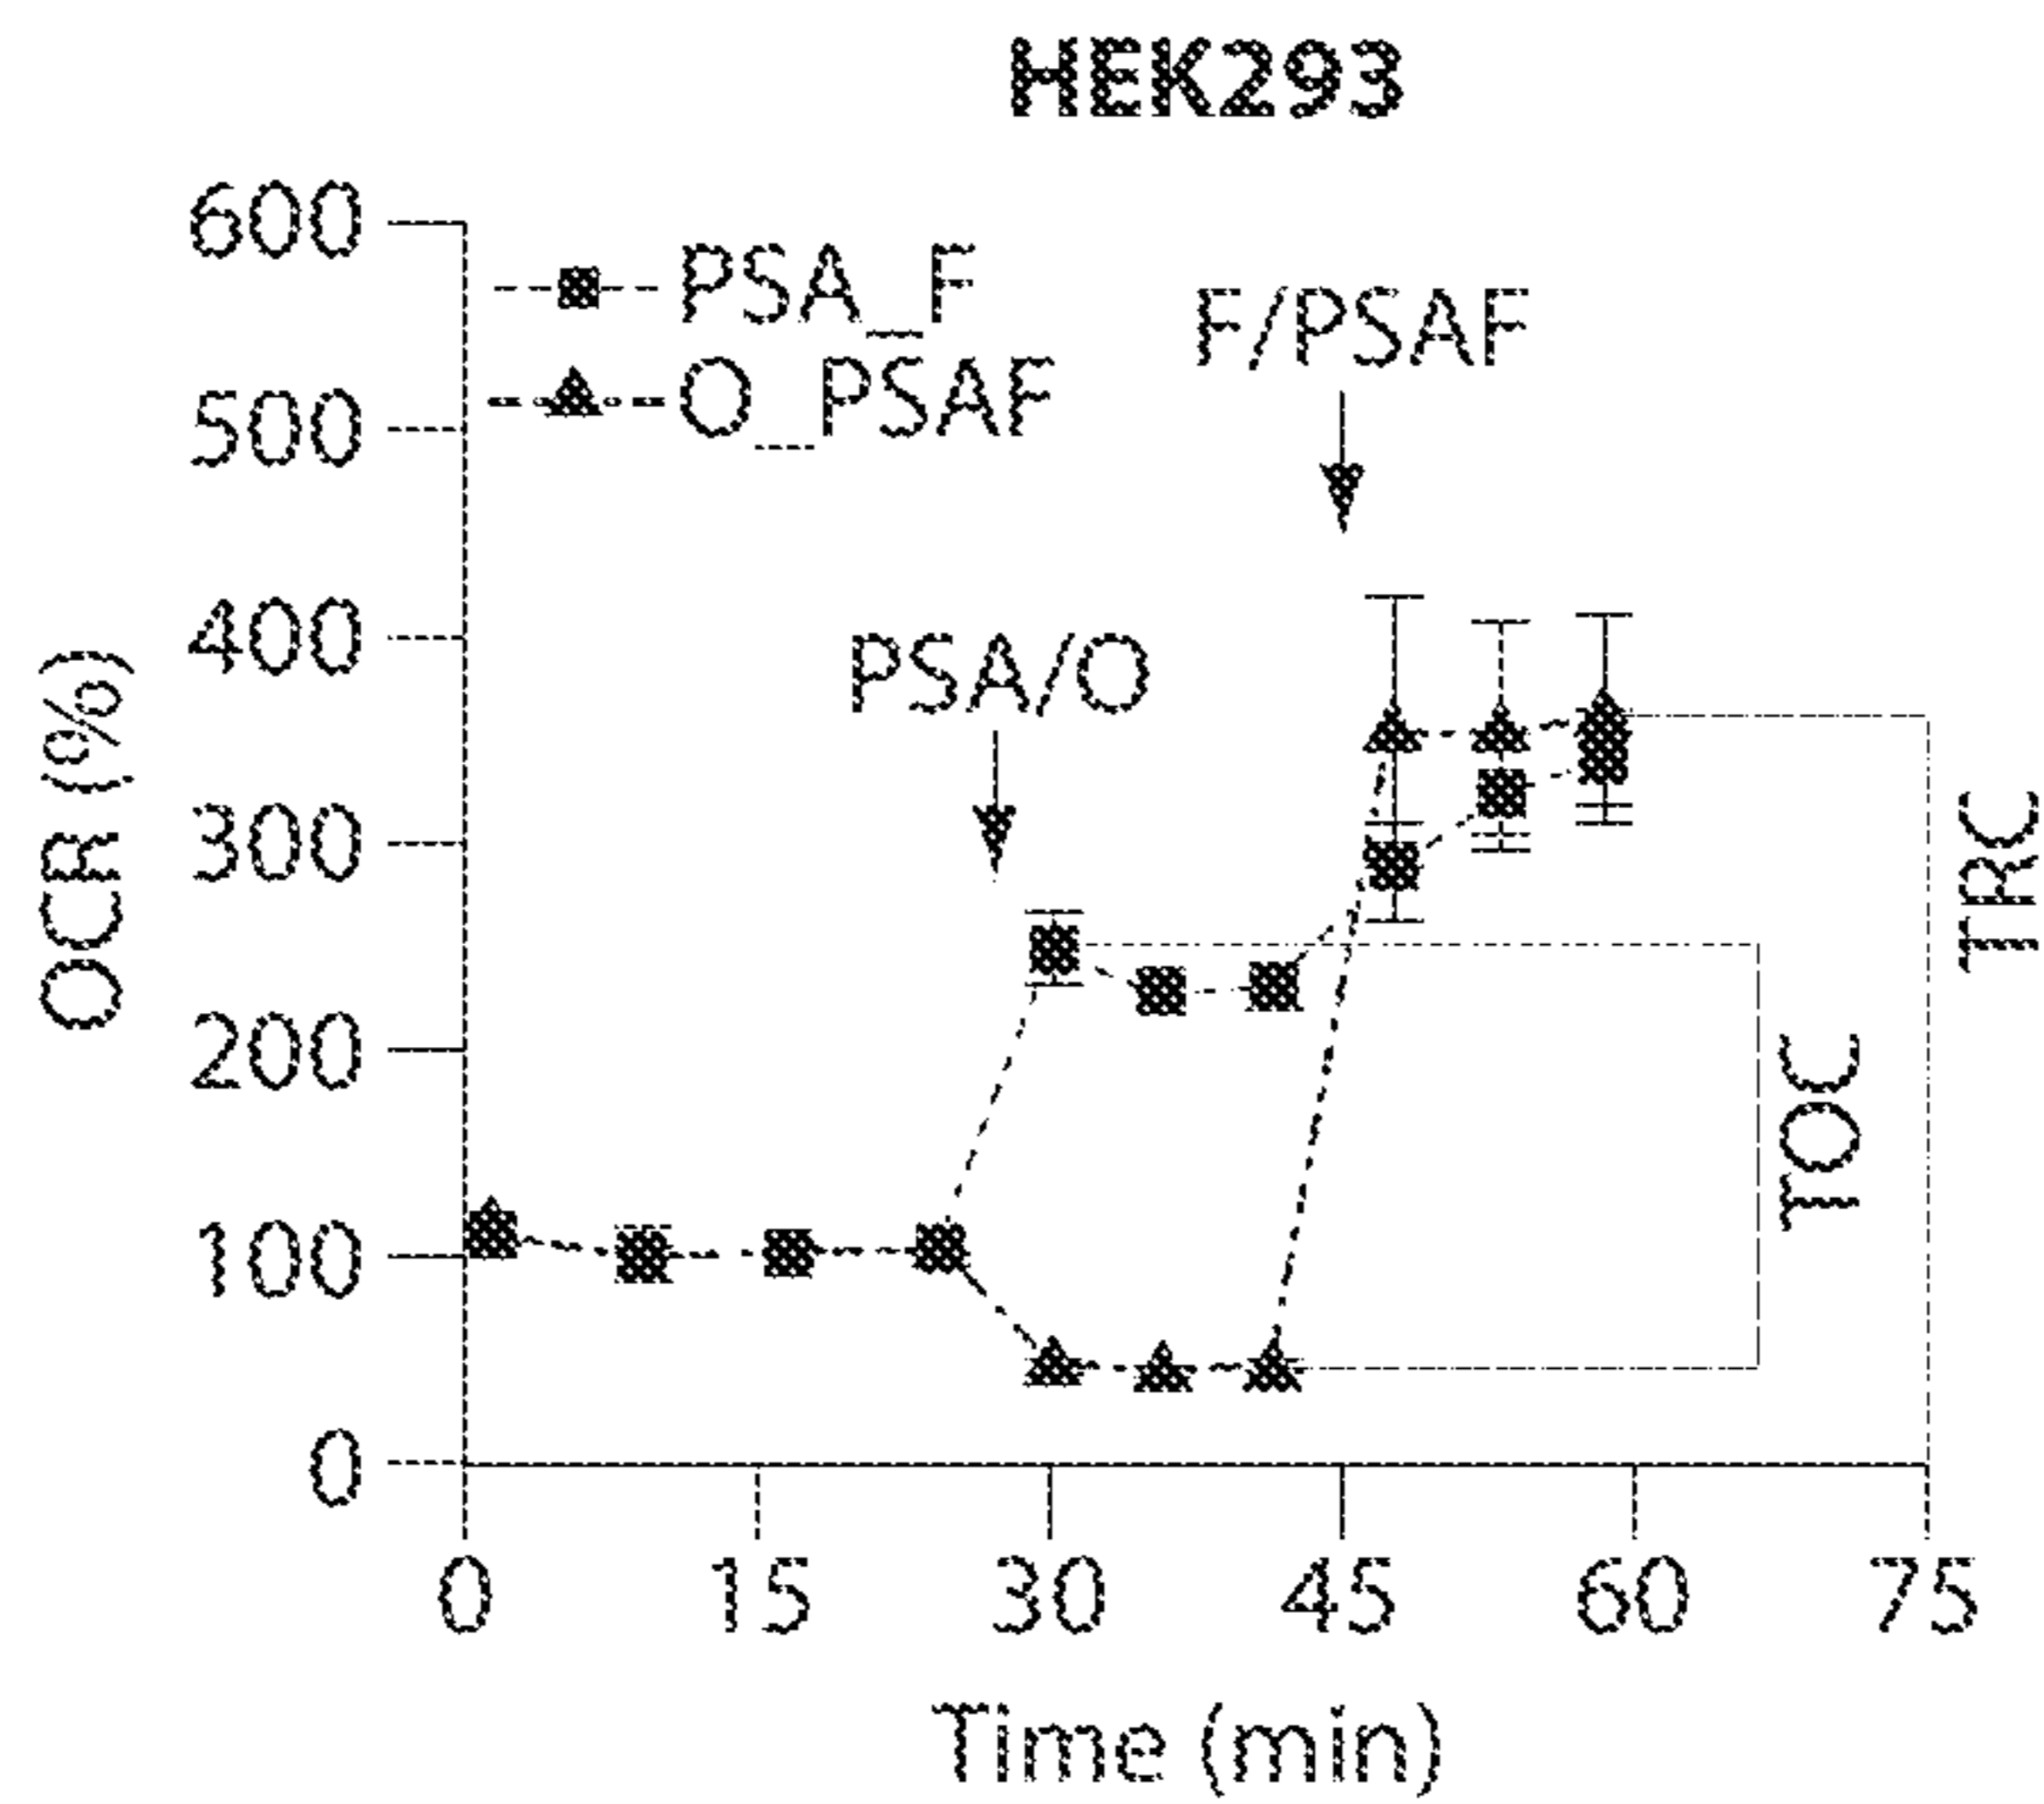 HEK293
600
500
400
300
200
100
0
OCR (%)
PSA_F
O_PSAF
F/PSAF
PSA/O
TRC
TOC
0 15 30 45 60 75
Time (min)